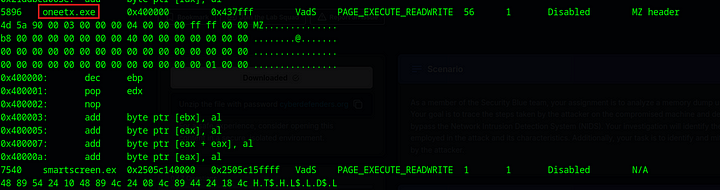 5896 oneetx.exe 0x400000 0x437fff VadS PAGE_EXECUTE_READWRITE 56 1 Disabled MZ header
4d 5a 90 00 03 00 00 00 04 00 00 00 ff ff 00 00 MZ..............
b8 00 00 00 00 00 00 00 40 00 00 00 00 00 00 00 ........@.......
00 00 00 00 00 00 00 00 00 00 00 00 00 00 00 00 ................
00 00 00 00 00 00 00 00 00 00 00 00 00 01 00 00 ................
0x400000: dec ebp
0x400001: pop edx
0x400002: nop
0x400003: add byte ptr [ebx], al
0x400005: add byte ptr [eax], al
0x400007: add byte ptr [eax + eax], al
0x40000a: add byte ptr [eax], al
7540 smartscreen.ex 0x2505c140000 0x2505c15ffff VadS PAGE_EXECUTE_READWRITE 1 1 Disabled N/A
48 89 54 24 10 48 89 4c 24 08 4c 89 44 24 18 4c H.T$.H.L$.L.D$.L